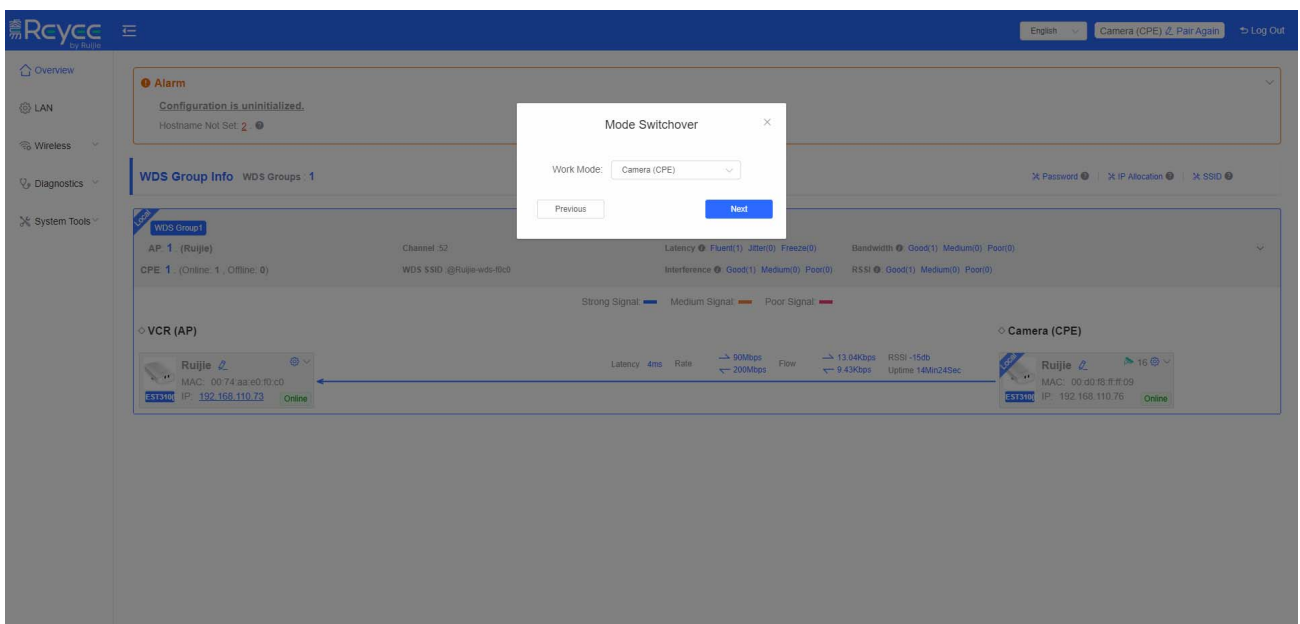 Reyee
by Ruijie
English
Camera (CPE) Pair Again
Log Out
Overview
LAN
Wireless
Diagnostics
System Tools
Alarm
Configuration is uninitialized.
Hostname Not Set: 2
Mode Switchover
Work Mode: Camera (CPE)
Previous
Next
WDS Group Info WDS Groups : 1
Password IP Allocation SSID
Local
WDS Group1
AP: 1 . (Ruijie)
Channel :52
Latency : Fluent(1) Jitter(0) Freeze(0)
Bandwidth : Good(1) Medium(0) Poor(0)
CPE: 1 . (Online: 1 , Offline: 0)
WDS SSID :@Ruijie-wds-f0c0
Interference : Good(1) Medium(0) Poor(0)
RSSI : Good(1) Medium(0) Poor(0)
Strong Signal: Medium Signal: Poor Signal:
VCR (AP)
Camera (CPE)
Ruijie
MAC: 00:74:aa:e0:f0:c0
EST310(
IP: 192.168.110.73 Online
Latency 4ms Rate 90Mbps 200Mbps Flow 13.04Kbps 9.43Kbps RSSI -15db Uptime 14Min24Sec
Local
Ruijie 16
MAC: 00:d0:f8:ff:ff:09
EST310(
IP: 192.168.110.76 Online